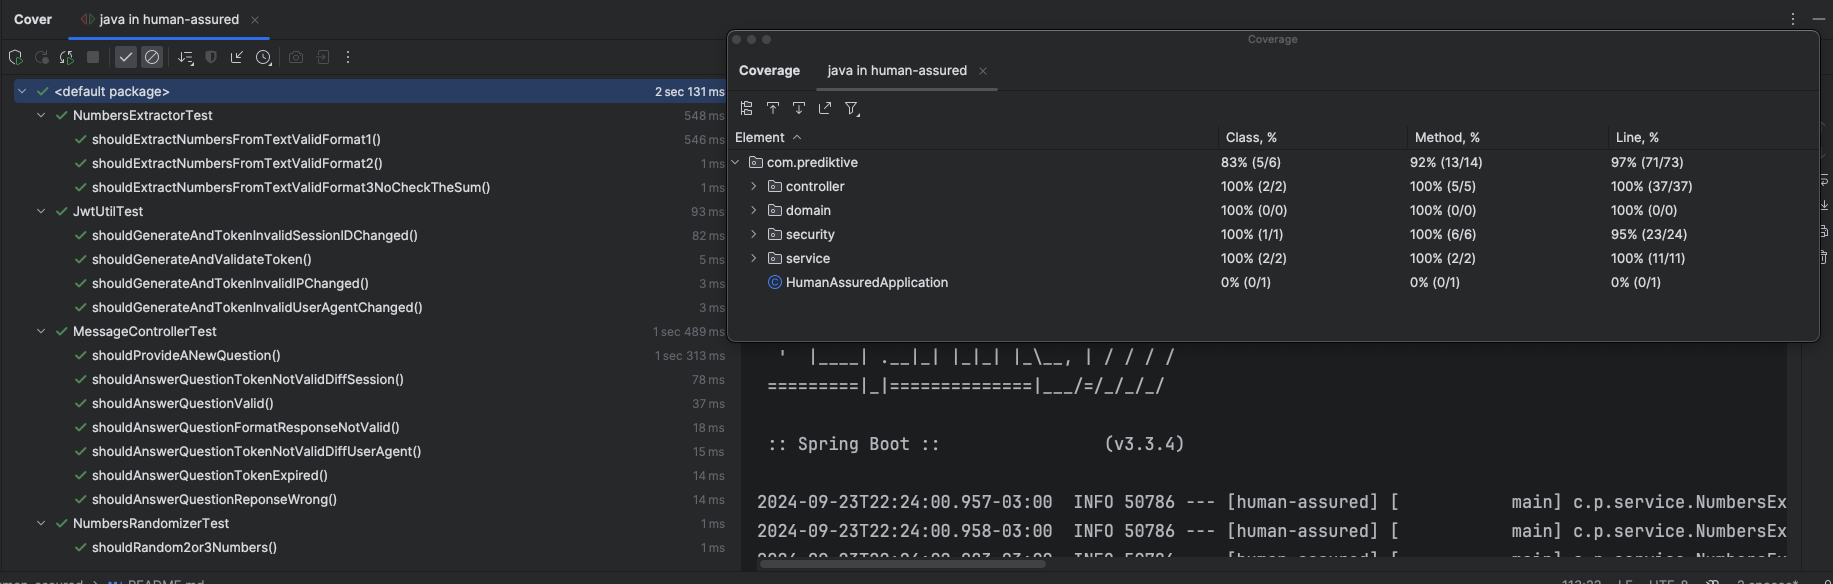 Cover java in human-assured
<default package> 2 sec 131 ms
NumbersExtractorTest 548 ms
shouldExtractNumbersFromTextValidFormat1() 546 ms
shouldExtractNumbersFromTextValidFormat2() 1 ms
shouldExtractNumbersFromTextValidFormat3NoCheckTheSum() 1 ms
JwtUtilTest 93 ms
shouldGenerateAndTokenInvalidSessionIDChanged() 82 ms
shouldGenerateAndValidateToken() 5 ms
shouldGenerateAndTokenInvalidIPChanged() 3 ms
shouldGenerateAndTokenInvalidUserAgentChanged() 3 ms
MessageControllerTest 1 sec 489 ms
shouldProvideANewQuestion() 1 sec 313 ms
shouldAnswerQuestionTokenNotValidDiffSession() 78 ms
shouldAnswerQuestionValid() 37 ms
shouldAnswerQuestionFormatResponseNotValid() 18 ms
shouldAnswerQuestionTokenNotValidDiffUserAgent() 15 ms
shouldAnswerQuestionTokenExpired() 14 ms
shouldAnswerQuestionReponseWrong() 14 ms
NumbersRandomizerTest 1 ms
shouldRandom2or3Numbers() 1 ms
Coverage
Coverage java in human-assured
Element Class, % Method, % Line, %
com.prediktive 83% (5/6) 92% (13/14) 97% (71/73)
controller 100% (2/2) 100% (5/5) 100% (37/37)
domain 100% (0/0) 100% (0/0) 100% (0/0)
security 100% (1/1) 100% (6/6) 95% (23/24)
service 100% (2/2) 100% (2/2) 100% (11/11)
HumanAssuredApplication 0% (0/1) 0% (0/1) 0% (0/1)
' |____| .__|_| |_|_| |_\__, | / / / /
=========|_|==============|___/=/_/_/_/
:: Spring Boot :: (v3.3.4)
2024-09-23T22:24:00.957-03:00 INFO 50786 --- [human-assured] [ main] c.p.service.NumbersEx
2024-09-23T22:24:00.958-03:00 INFO 50786 --- [human-assured] [ main] c.p.service.NumbersEx